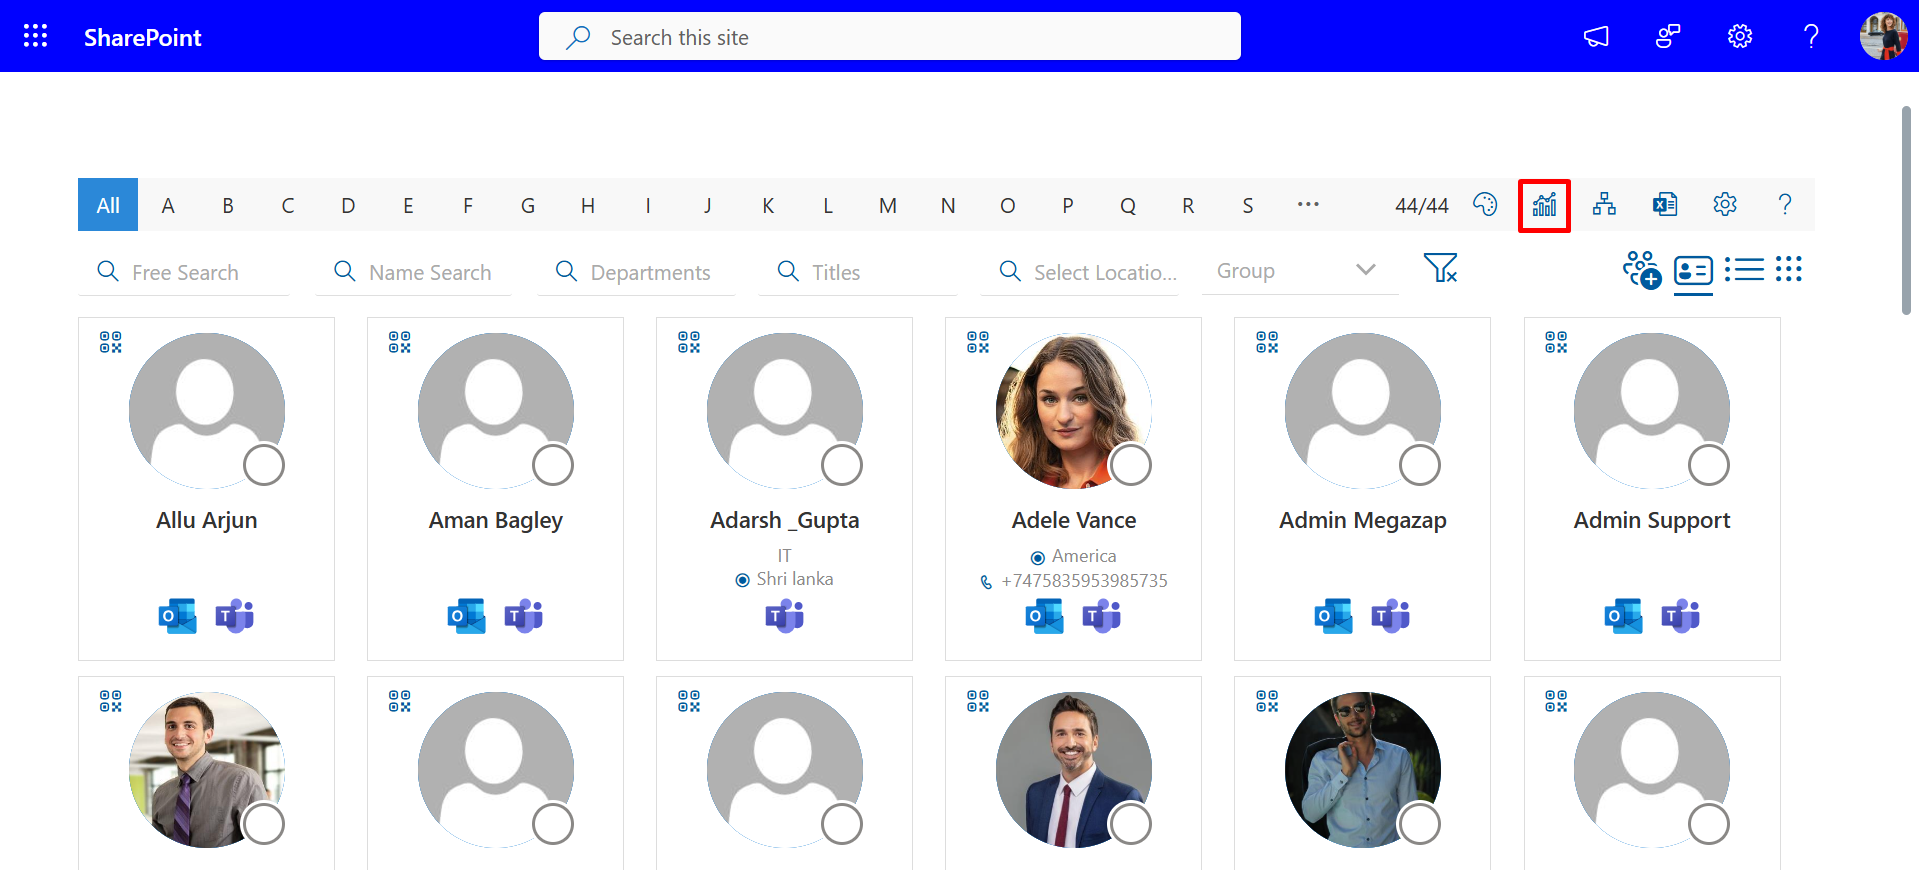 SharePoint
Search this site
?
All A B C D E F G H I J K L M N O P Q R S ... 44/44 ?
Free Search Name Search Departments Titles Select Locatio... Group
Allu Arjun Aman Bagley Adarsh _Gupta Adele Vance Admin Megazap Admin Support
IT America
Shri lanka +7475835953985735